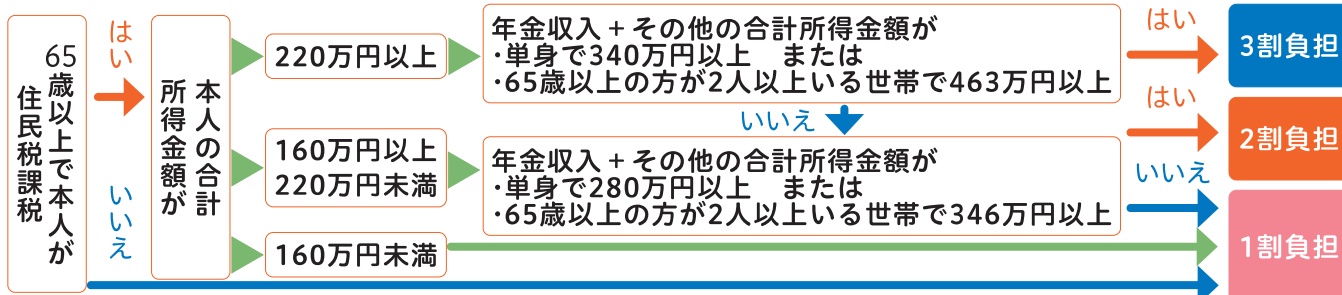 65歳以上で本人が
住民税課税
はい
いいえ
本人の合計
所得金額が
220万円以上
年金収入+その他の合計所得金額が
・単身で340万円以上　または
・65歳以上の方が2人以上いる世帯で463万円以上
はい
3割負担
いいえ
160万円以上
220万円未満
年金収入+その他の合計所得金額が
・単身で280万円以上　または
・65歳以上の方が2人以上いる世帯で346万円以上
はい
2割負担
いいえ
160万円未満
1割負担